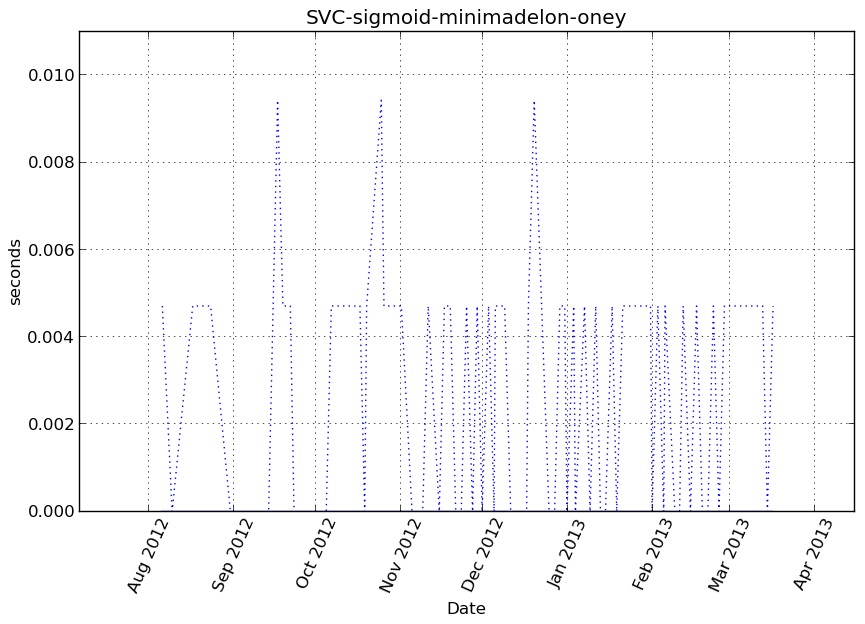 SVC-sigmoid-minimadelon-oney
0.010
0.008
0.006
0.004
0.002
0.000
seconds
Aug 2012
Sep 2012
Oct 2012
Nov 2012
Dec 2012
Jan 2013
Feb 2013
Mar 2013
Apr 2013
Date